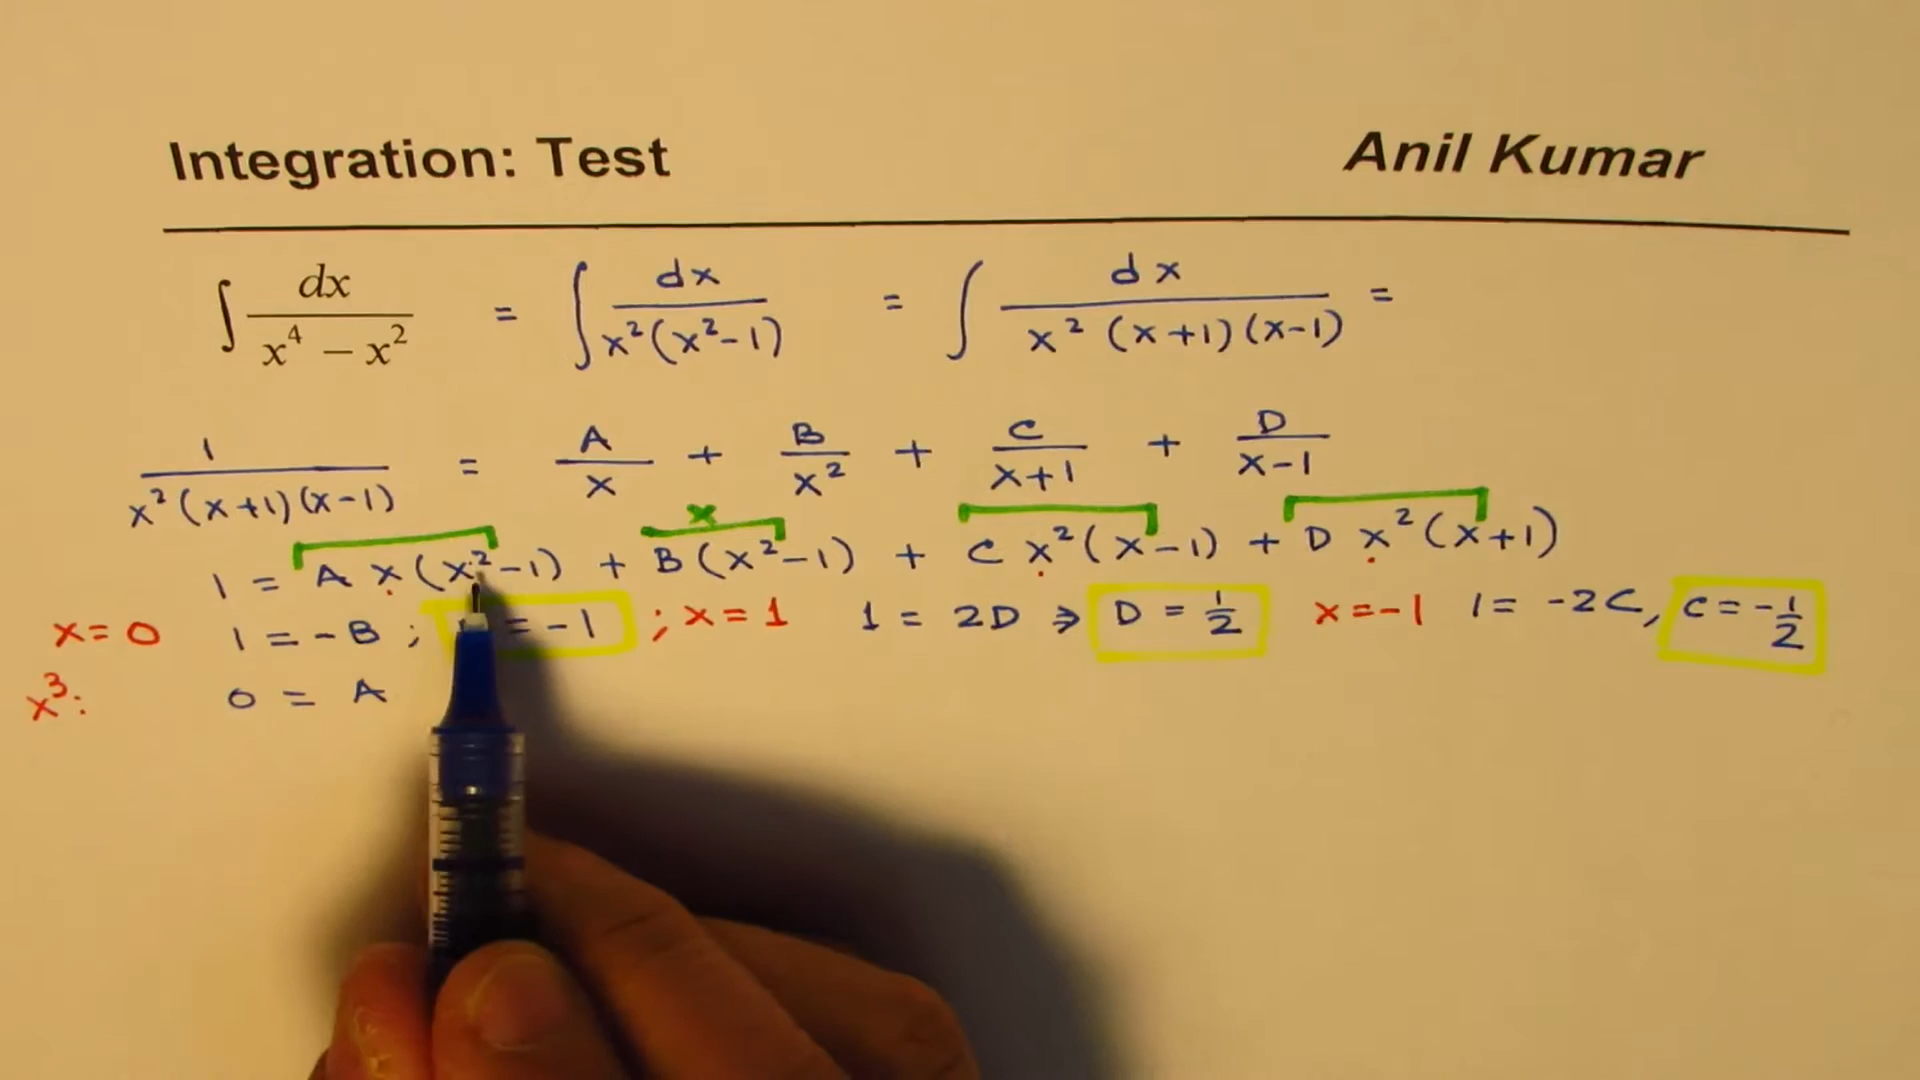 Integration: Test Anil Kumar
∫ dx / (x⁴ − x²) = ∫ dx / (x²(x²-1)) = ∫ dx / (x² (x+1)(x-1)) =
1 / (x²(x+1)(x-1)) = A/x + B/x² + C/(x+1) + D/(x-1)
x
1 = A x (x²-1) + B (x²-1) + C x² (x-1) + D x² (x+1)
x=0 1 = -B ; = -1 ; x=1 1 = 2D ⇒ D = 1/2 x=-1 1 = -2C, C = -1/2
x³: 0 = A